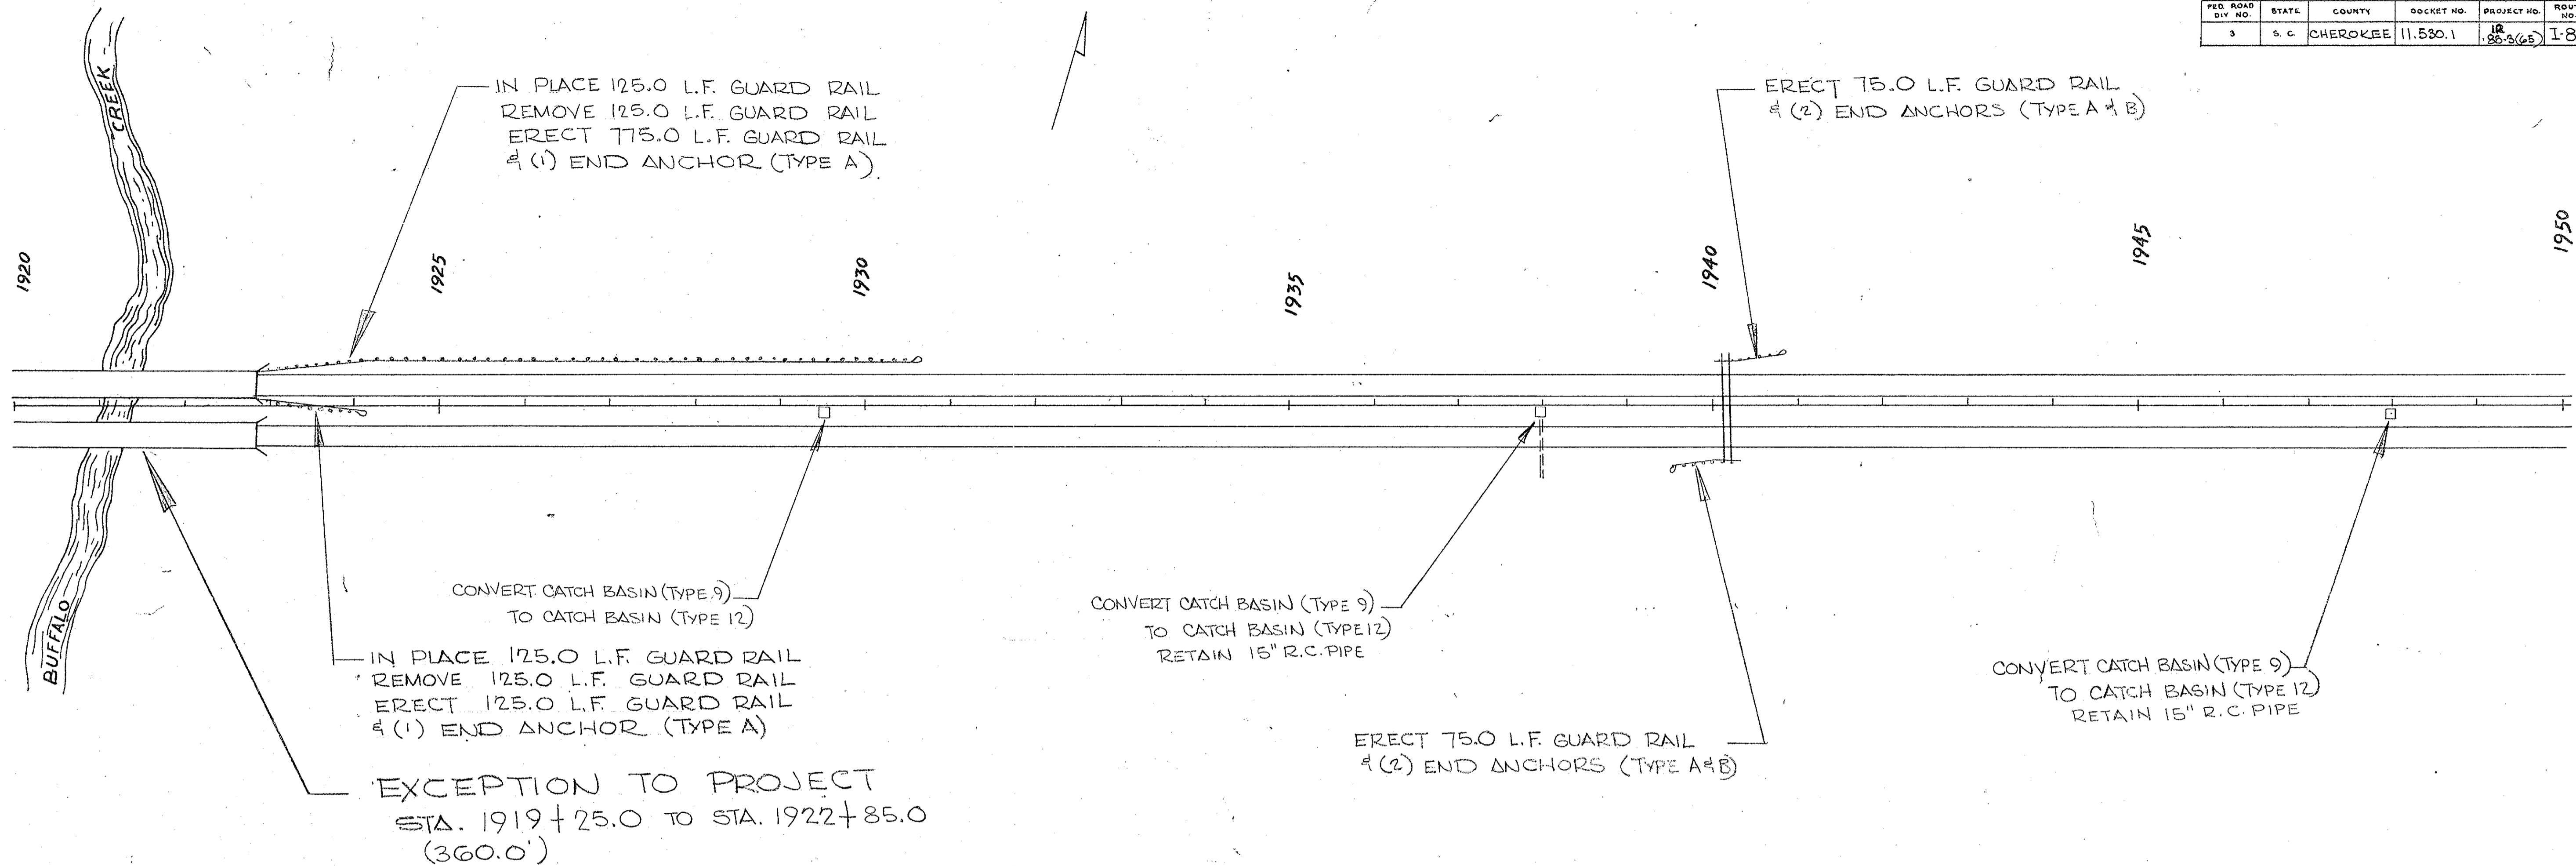 FED. ROAD DIV NO. STATE COUNTY DOCKET NO. PROJECT NO.
3 S. C. CHEROKEE 11.530.1 IR 85-3(65)
IN PLACE 125.0 L.F. GUARD RAIL
REMOVE 125.0 L.F. GUARD RAIL
ERECT 775.0 L.F. GUARD RAIL
& (1) END ANCHOR (TYPE A)
ERECT 75.0 L.F. GUARD RAIL
& (2) END ANCHORS (TYPE A & B)
CREEK
1920
1925
1930
1935
1940
1945
1950
CONVERT CATCH BASIN (TYPE 9)
TO CATCH BASIN (TYPE 12)
CONVERT CATCH BASIN (TYPE 9)
TO CATCH BASIN (TYPE 12)
RETAIN 15" R.C. PIPE
BUFFALO
IN PLACE 125.0 L.F. GUARD RAIL
REMOVE 125.0 L.F. GUARD RAIL
ERECT 125.0 L.F. GUARD RAIL
& (1) END ANCHOR (TYPE A)
CONVERT CATCH BASIN (TYPE 9)
TO CATCH BASIN (TYPE 12)
RETAIN 15" R.C. PIPE
ERECT 75.0 L.F. GUARD RAIL
& (2) END ANCHORS (TYPE A & B)
EXCEPTION TO PROJECT
STA. 1919+25.0 TO STA. 1922+85.0
(360.0')